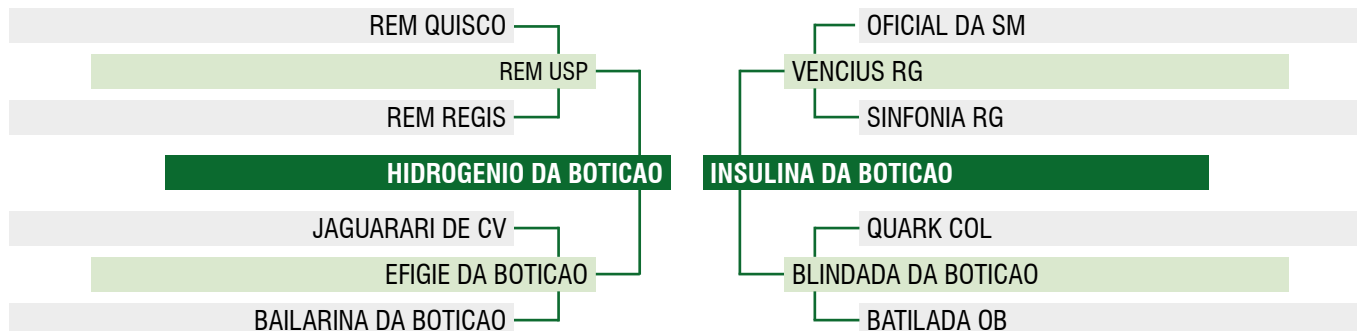 REM QUISCO
REM USP
REM REGIS
HIDROGENIO DA BOTICAO
JAGUARARI DE CV
EFIGIE DA BOTICAO
BAILARINA DA BOTICAO
OFICIAL DA SM
VENCIUS RG
SINFONIA RG
INSULINA DA BOTICAO
QUARK COL
BLINDADA DA BOTICAO
BATILADA OB